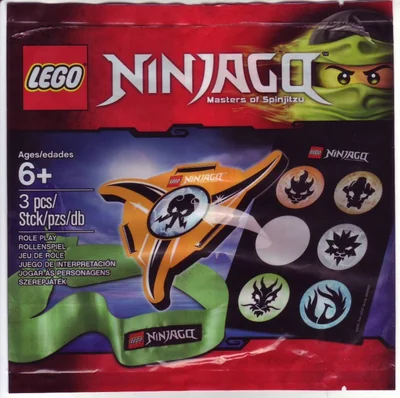 LEGO NINJAGO
Masters of Spinjitzu
Ages/edades
6+
3 pcs/
Stck/pzs/db
ROLE PLAY
ROLLENSPIEL
JEU DE RÔLE
JUEGO DE INTERPRETACIÓN
JOGAR ÀS PERSONAGENS
SZEREPJÁTÉK
LEGO NINJAGO
LEGO NINJAGO
LEGO NINJAGO